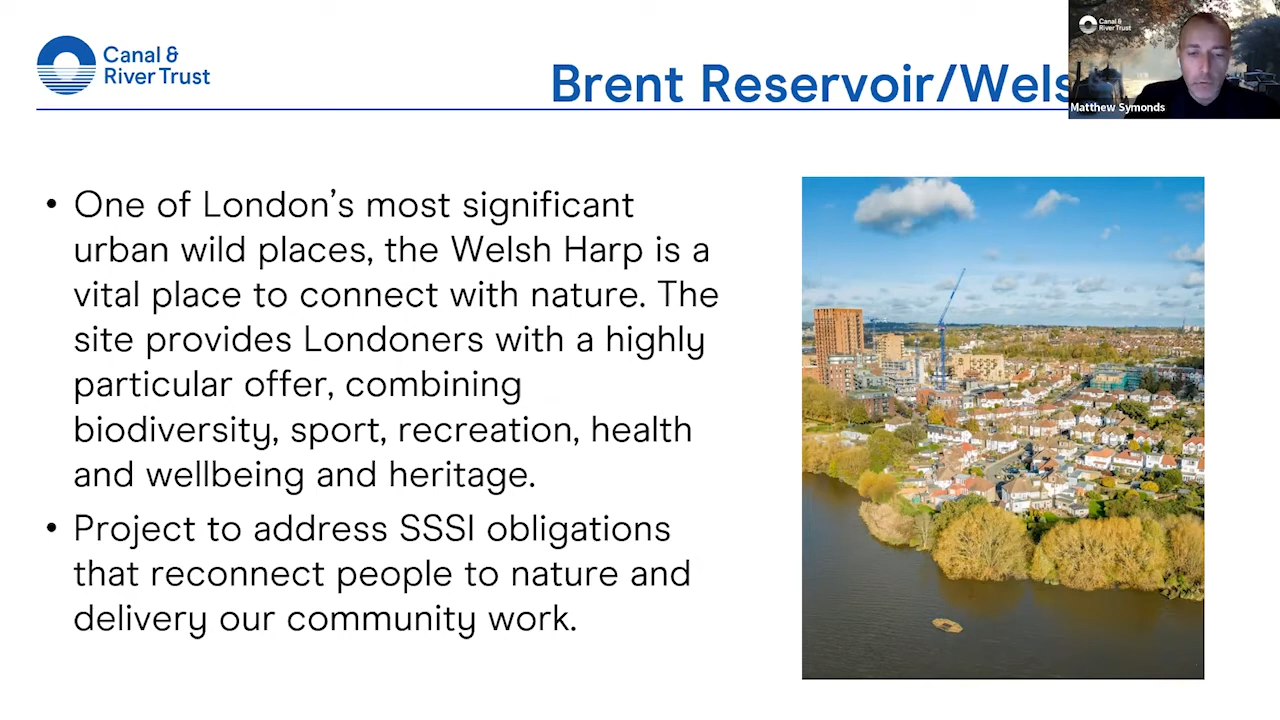 Canal &
River Trust
Brent Reservoir/Wels
Canal &
River Trust
Matthew Symonds
• One of London’s most significant
urban wild places, the Welsh Harp is a
vital place to connect with nature. The
site provides Londoners with a highly
particular offer, combining
biodiversity, sport, recreation, health
and wellbeing and heritage.
• Project to address SSSI obligations
that reconnect people to nature and
delivery our community work.